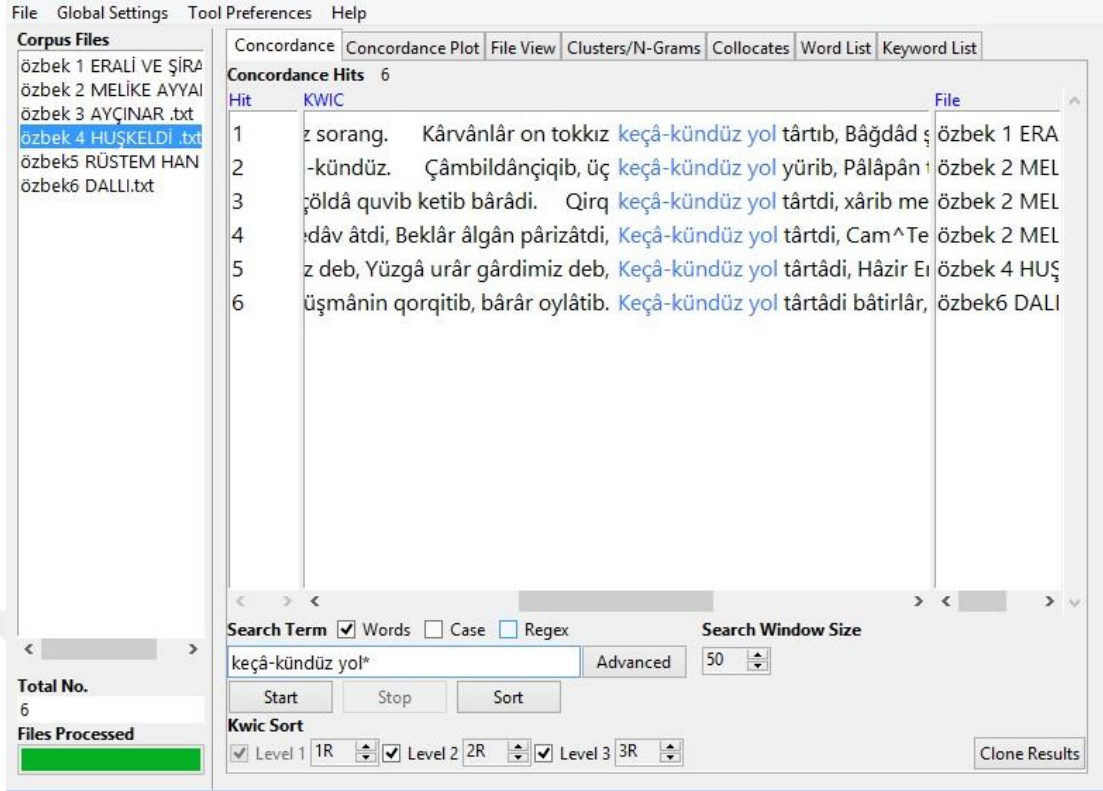 File Global Settings Tool Preferences Help
Corpus Files
özbek 1 ERALİ VE ŞİRA
özbek 2 MELİKE AYYA
özbek 3 AYÇINAR .txt
özbek 4 HUŞKELDİ .txt
özbek5 RÜSTEM HAN
özbek6 DALLI.txt
Total No.
6
Files Processed
Concordance Concordance Plot File View Clusters/N-Grams Collocates Word List Keyword List
Concordance Hits 6
Hit KWIC File
1 z sorang. Kârvânlâr on tokkız keçâ-kündüz yol târtıb, Bâğdâd ş özbek 1 ERA
2 -kündüz. Çâmbildânçiqib, üç keçâ-kündüz yol yürib, Pâlâpân özbek 2 MEL
3 çöldâ quvib ketib bârâdi. Qirq keçâ-kündüz yol târtdi, xârib me özbek 2 MEL
4 edâv âtdi, Beklâr âlgân pârizâtdi, Keçâ-kündüz yol târtdi, Cam^Te özbek 2 MEL
5 z deb, Yüzgâ urâr gârdimiz deb, Keçâ-kündüz yol târtâdi, Hâzir Er özbek 4 HUŞ
6 üşmânin qorqitib, bârâr oylâtib. Keçâ-kündüz yol târtâdi bâtirlâr, özbek6 DALI
Search Term Words Case Regex Search Window Size
keçâ-kündüz yol* Advanced 50
Start Stop Sort
Kwic Sort
Level 1 1R Level 2 2R Level 3 3R Clone Results